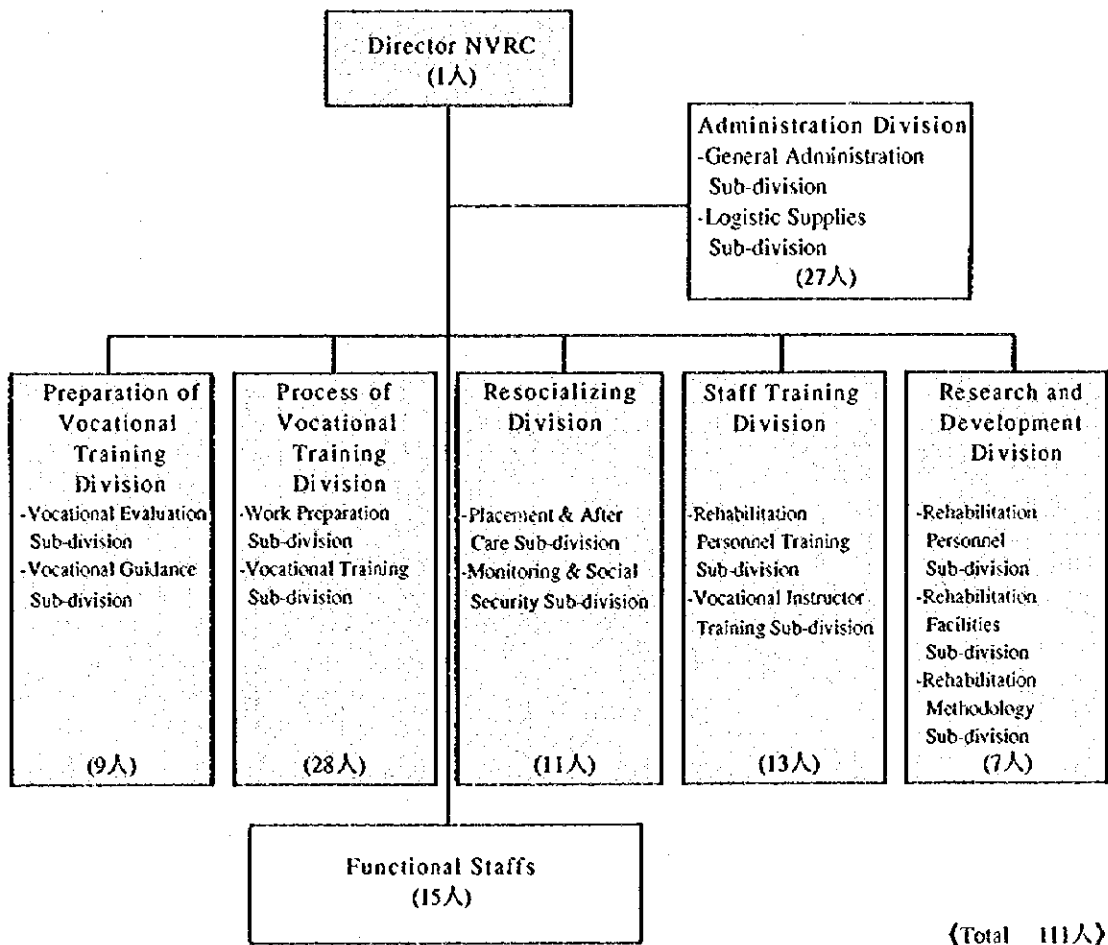 Director NVRC
(1人)
Administration Division
-General Administration
Sub-division
-Logistic Supplies
Sub-division
(27人)
Preparation of
Vocational
Training
Division
-Vocational Evaluation
Sub-division
-Vocational Guidance
Sub-division
(9人)
Process of
Vocational
Training
Division
-Work Preparation
Sub-division
-Vocational Training
Sub-division
(28人)
Resocializing
Division
-Placement & After
Care Sub-division
-Monitoring & Social
Security Sub-division
(11人)
Staff Training
Division
-Rehabilitation
Personnel Training
Sub-division
-Vocational Instructor
Training Sub-division
(13人)
Research and
Development
Division
-Rehabilitation
Personnel
Sub-division
-Rehabilitation
Facilities
Sub-division
-Rehabilitation
Methodology
Sub-division
(7人)
Functional Staffs
(15人)
《Total 111人》